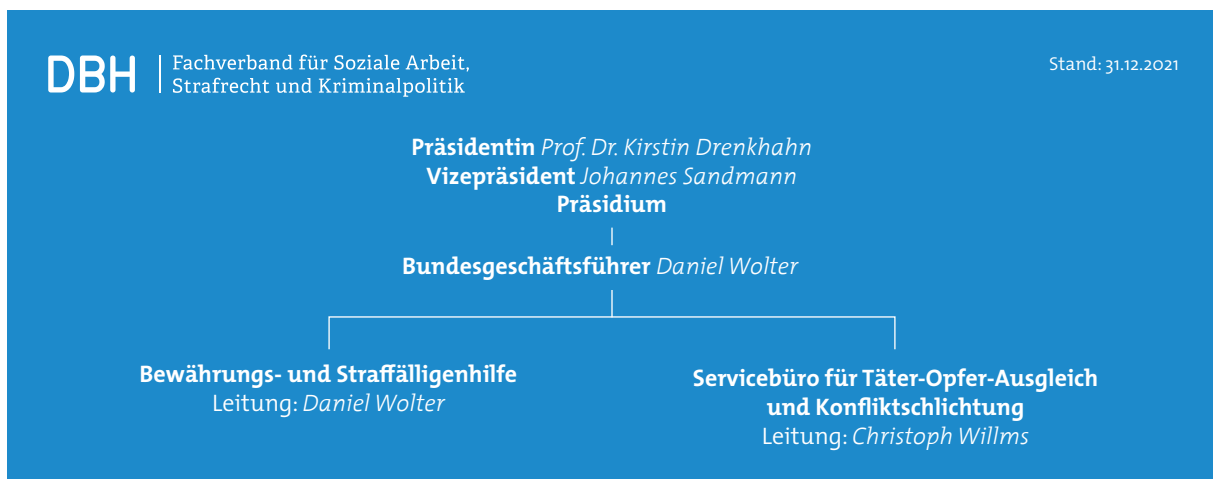 DBH
Fachverband für Soziale Arbeit,
Strafrecht und Kriminalpolitik
Stand: 31.12.2021
Präsidentin Prof. Dr. Kirstin Drenkhahn
Vizepräsident Johannes Sandmann
Präsidium
Bundesgeschäftsführer Daniel Wolter
Bewährungs- und Straffälligenhilfe
Leitung: Daniel Wolter
Servicebüro für Täter-Opfer-Ausgleich
und Konfliktschlichtung
Leitung: Christoph Willms